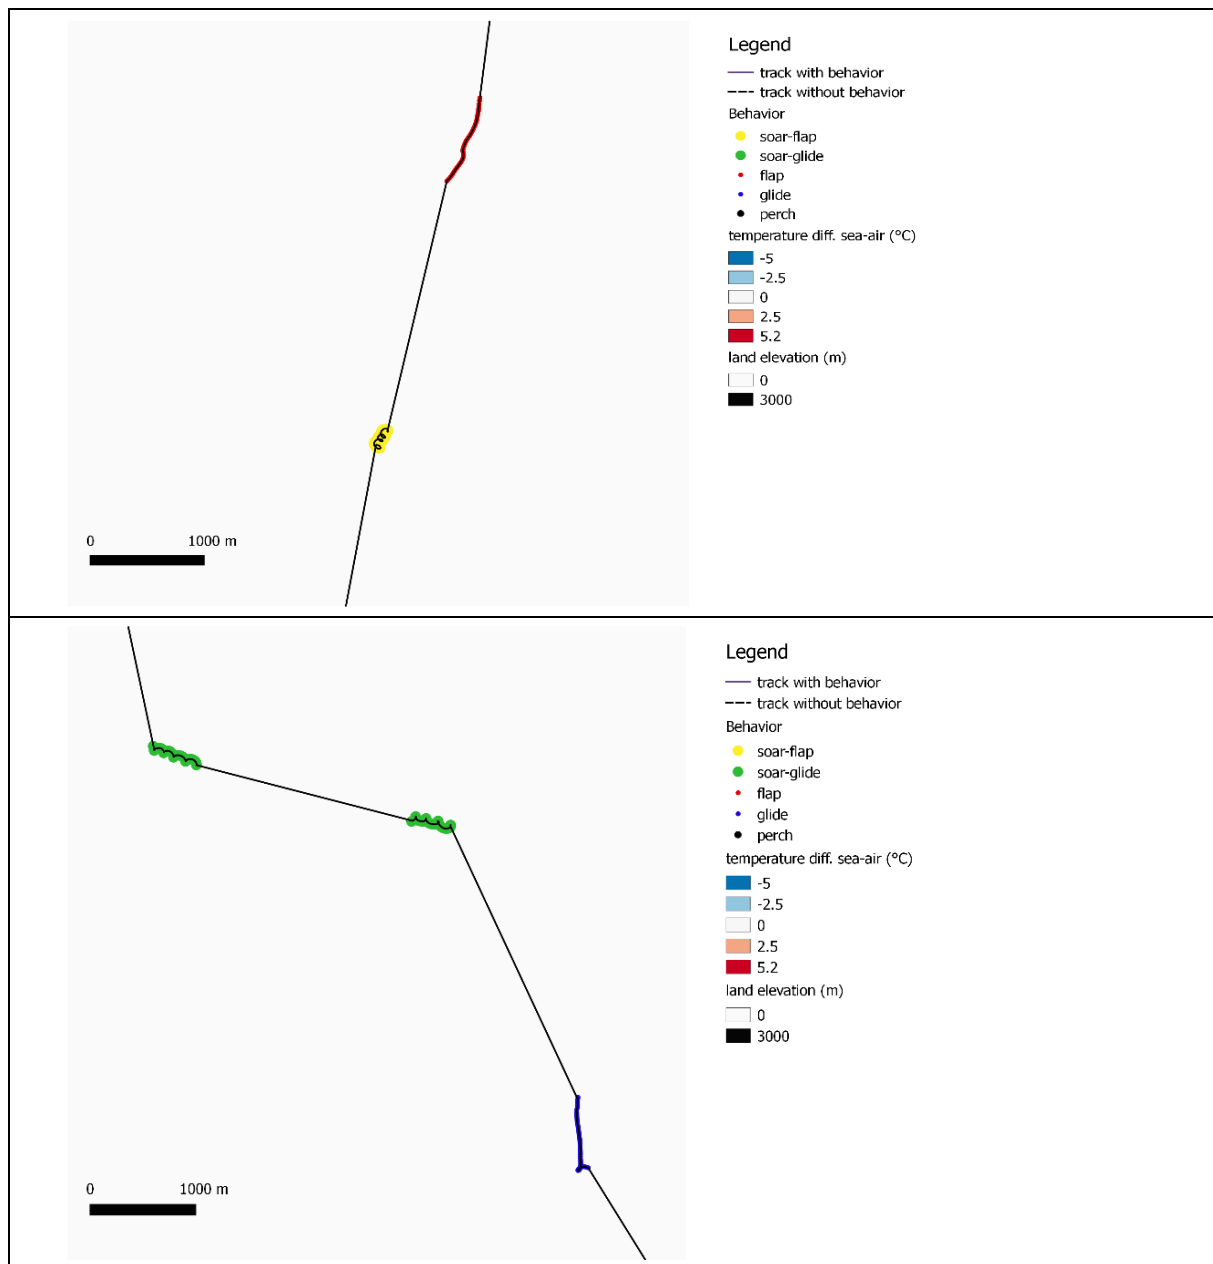 Legend
track with behavior
track without behavior
Behavior
soar-flap
soar-glide
flap
glide
perch
temperature diff. sea-air (°C)
-5
-2.5
0
2.5
5.2
land elevation (m)
0
3000
0 1000 m
Legend
track with behavior
track without behavior
Behavior
soar-flap
soar-glide
flap
glide
perch
temperature diff. sea-air (°C)
-5
-2.5
0
2.5
5.2
land elevation (m)
0
3000
0 1000 m